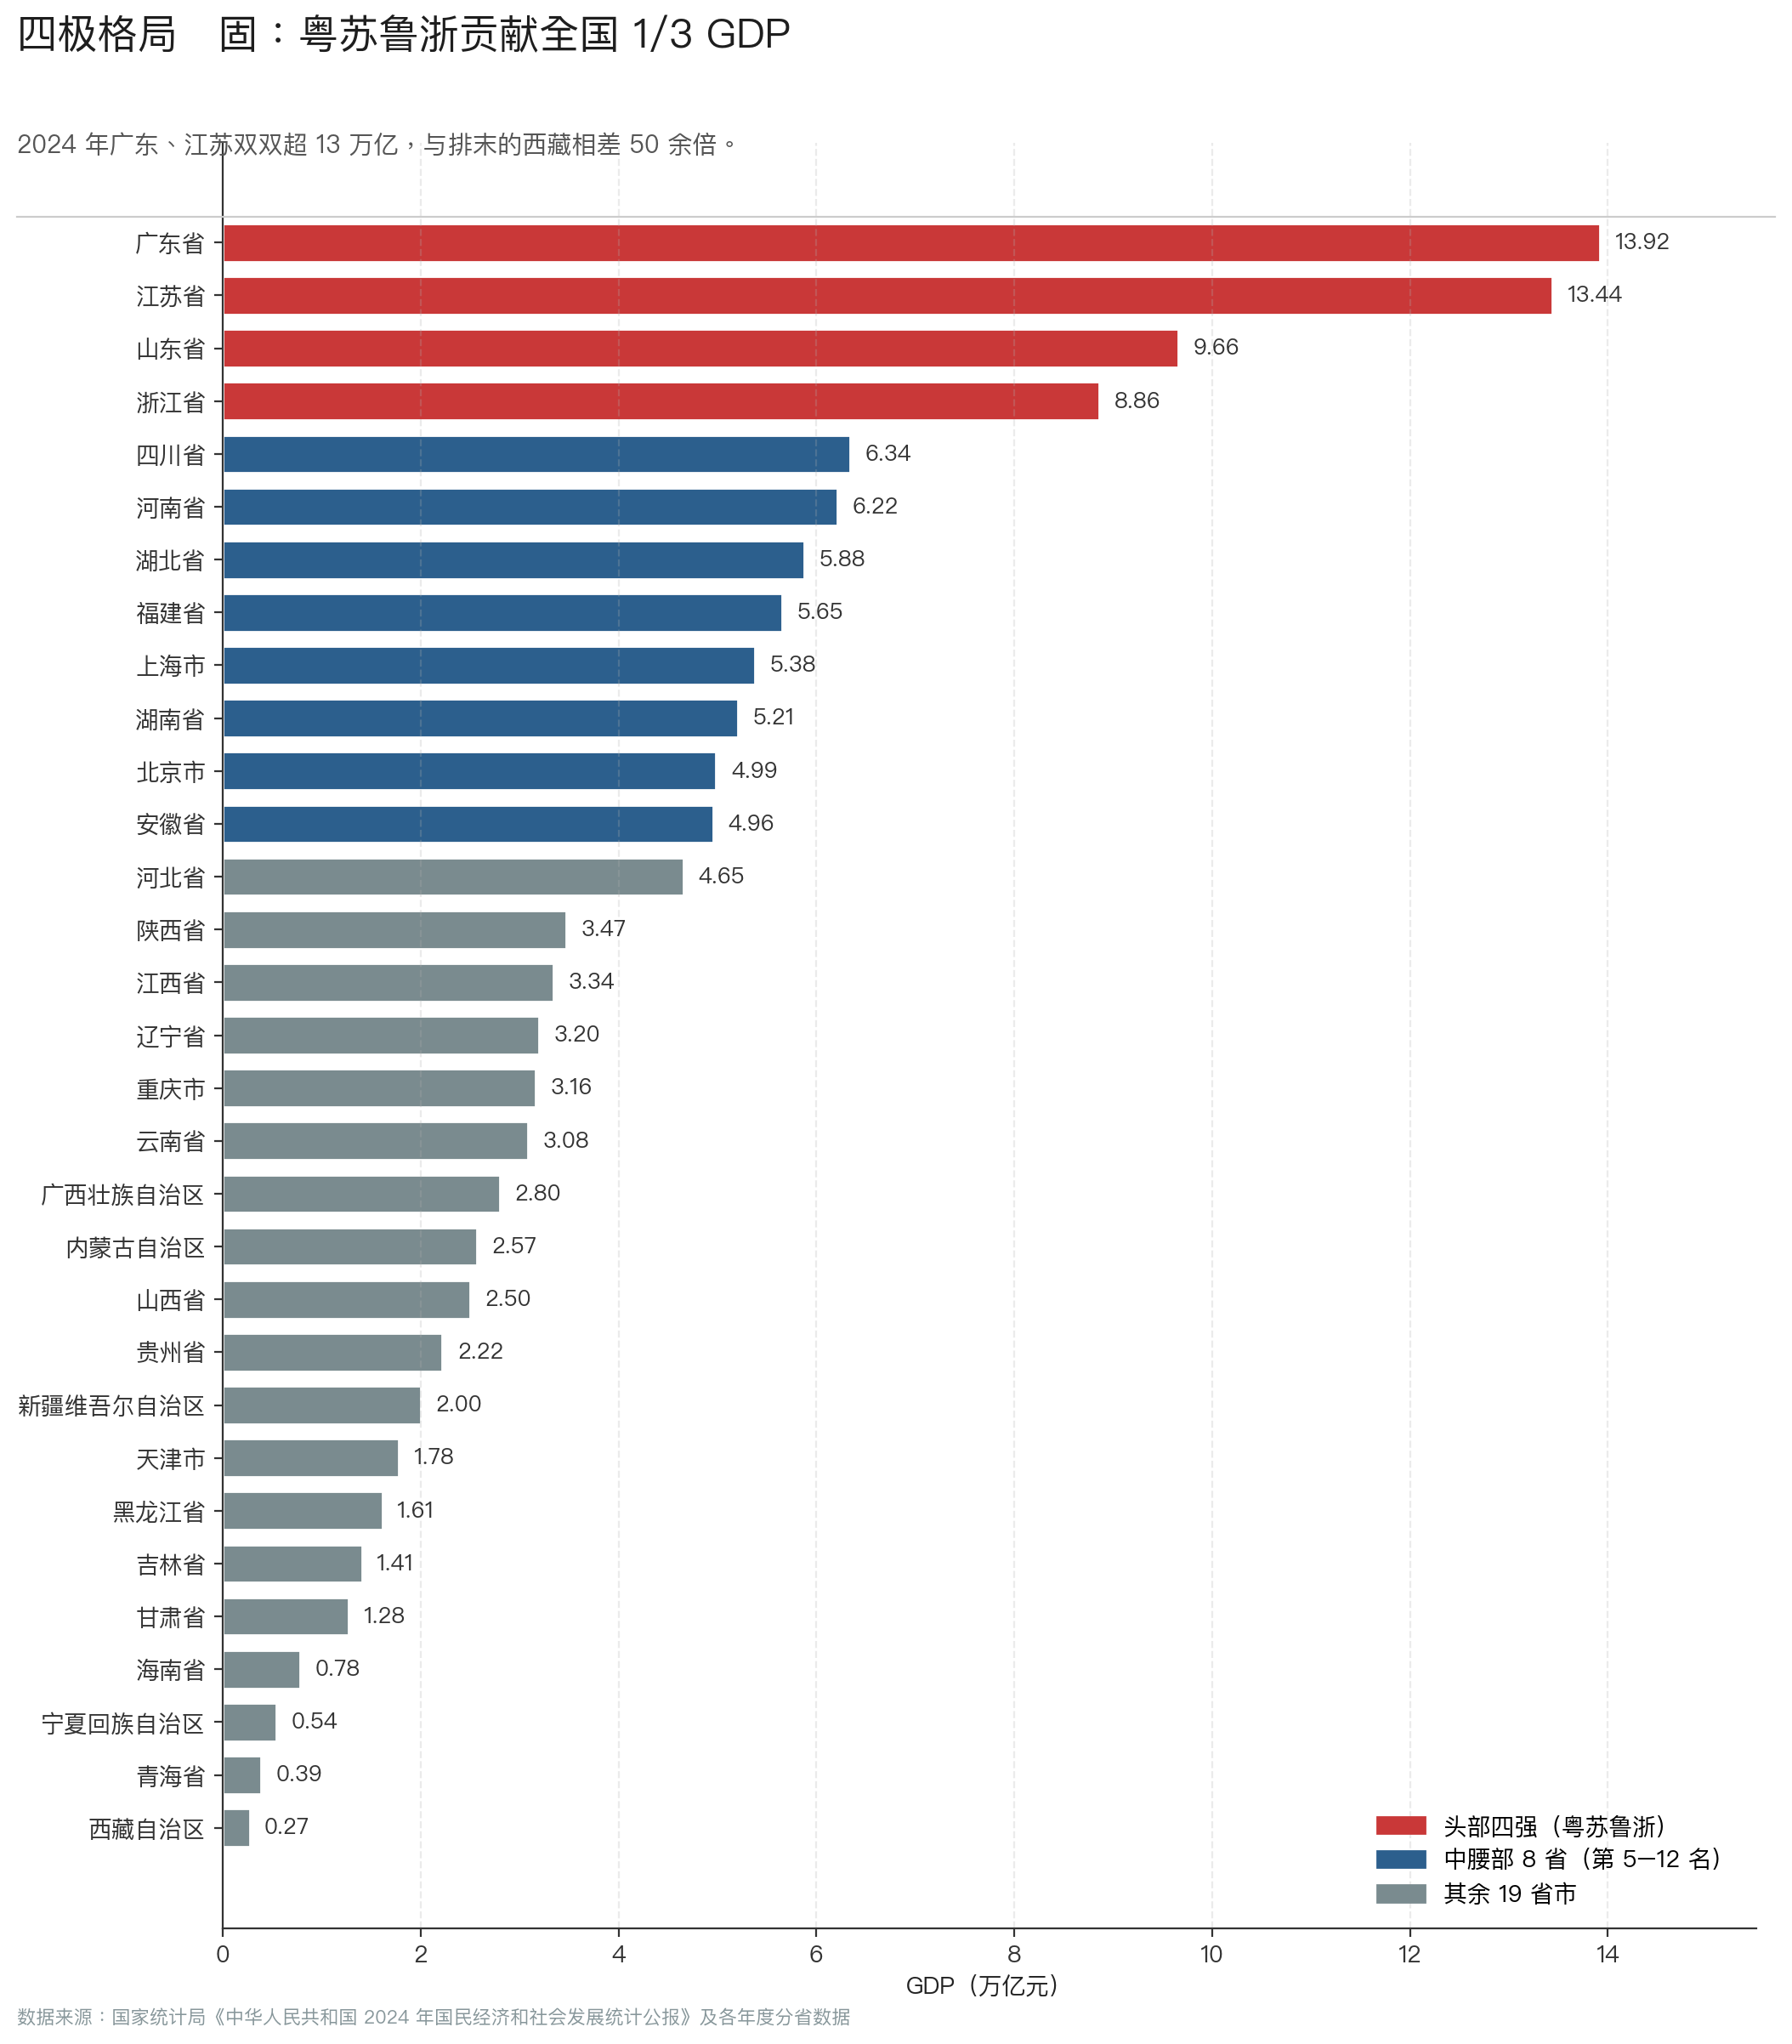 四极格局 固：粤苏鲁浙贡献全国 1/3 GDP
2024 年广东、江苏双双超 13 万亿，与排末的西藏相差 50 余倍。
广东省 13.92
江苏省 13.44
山东省 9.66
浙江省 8.86
四川省 6.34
河南省 6.22
湖北省 5.88
福建省 5.65
上海市 5.38
湖南省 5.21
北京市 4.99
安徽省 4.96
河北省 4.65
陕西省 3.47
江西省 3.34
辽宁省 3.20
重庆市 3.16
云南省 3.08
广西壮族自治区 2.80
内蒙古自治区 2.57
山西省 2.50
贵州省 2.22
新疆维吾尔自治区 2.00
天津市 1.78
黑龙江省 1.61
吉林省 1.41
甘肃省 1.28
海南省 0.78
宁夏回族自治区 0.54
青海省 0.39
西藏自治区 0.27
头部四强（粤苏鲁浙）
中腰部 8 省（第 5—12 名）
其余 19 省市
0 2 4 6 8 10 12 14
GDP（万亿元）
数据来源：国家统计局《中华人民共和国 2024 年国民经济和社会发展统计公报》及各年度分省数据